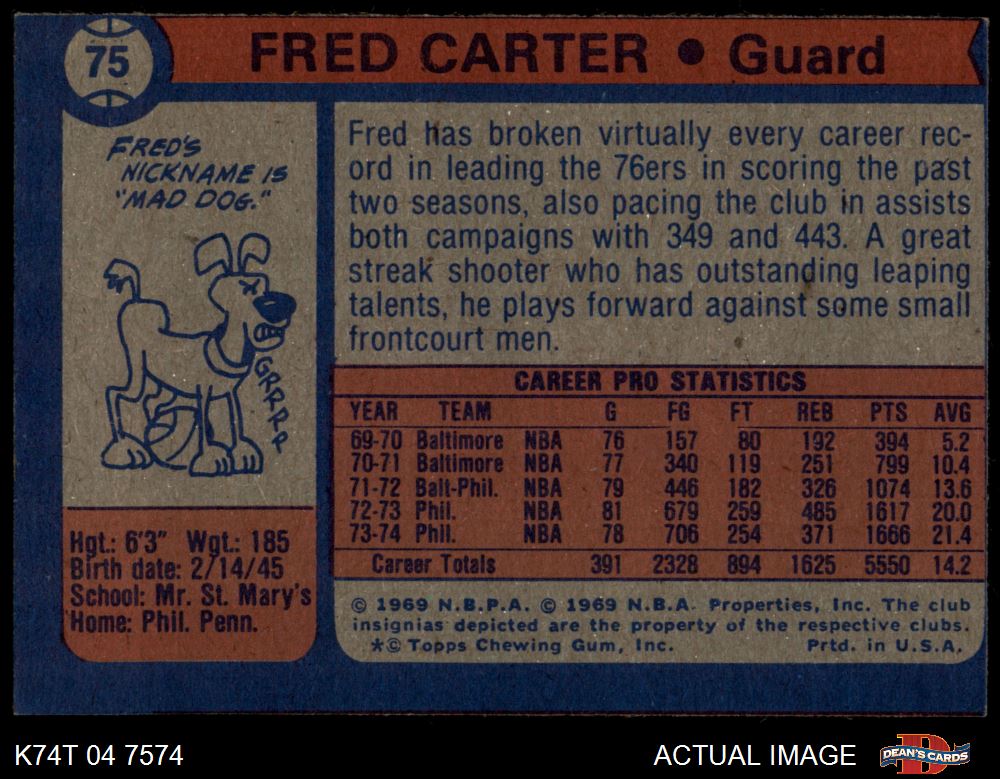 75
FRED CARTER • Guard
FRED'S
NICKNAME IS
"MAD DOG."
GRRRR
Hgt.: 6'3" Wgt.: 185
Birth date: 2/14/45
School: Mr. St. Mary's
Home: Phil. Penn.
Fred has broken virtually every career rec-
ord in leading the 76ers in scoring the past
two seasons, also pacing the club in assists
both campaigns with 349 and 443. A great
streak shooter who has outstanding leaping
talents, he plays forward against some small
frontcourt men.
CAREER PRO STATISTICS
YEAR TEAM G FG FT REB PTS AVG
69-70 Baltimore NBA 76 157 80 192 394 5.2
70-71 Baltimore NBA 77 340 119 251 799 10.4
71-72 Balt-Phil. NBA 79 446 182 326 1074 13.6
72-73 Phil. NBA 81 679 259 485 1617 20.0
73-74 Phil. NBA 78 706 254 371 1666 21.4
Career Totals 391 2328 894 1625 5550 14.2
© 1969 N.B.P.A. © 1969 N.B.A. Properties, Inc. The club
insignias depicted are the property of the respective clubs.
*© Topps Chewing Gum, Inc. Prtd. in U.S.A.
K74T 04 7574 ACTUAL IMAGE DEAN'S CARDS